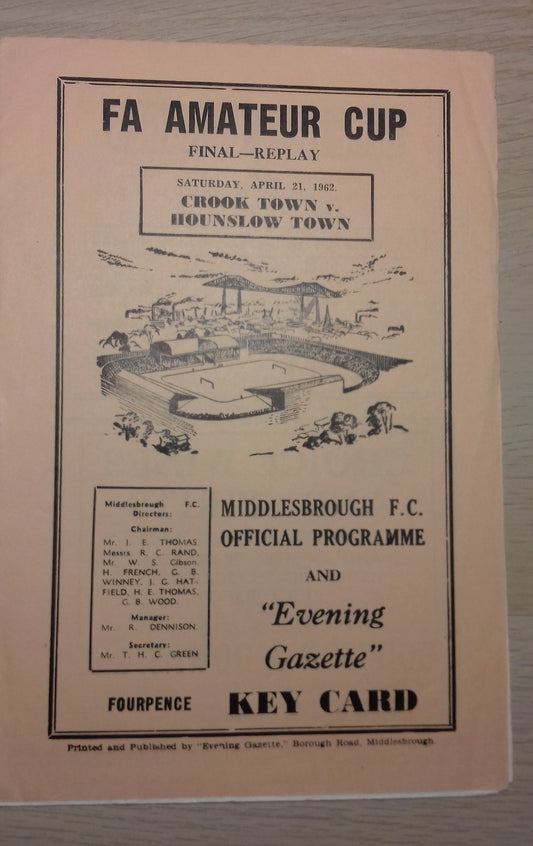 FA AMATEUR CUP
FINAL—REPLAY
SATURDAY, APRIL 21, 1962.
CROOK TOWN v.
HOUNSLOW TOWN
Middlesbrough F.C.
Directors:
Chairman:
Mr. J. E. THOMAS
Messrs R. C. RAND,
Mr. W. S. Gibson.
H. FRENCH, G. B.
WINNEY, J. G. HAT-
FIELD, H. E. THOMAS,
G. B. WOOD.
Manager:
Mr. R. DENNISON.
Secretary:
Mr. T. H. C. GREEN
MIDDLESBROUGH F.C.
OFFICIAL PROGRAMME
AND
"Evening
Gazette"
FOURPENCE
KEY CARD
Printed and Published by "Evening Gazette," Borough Road, Middlesbrough.